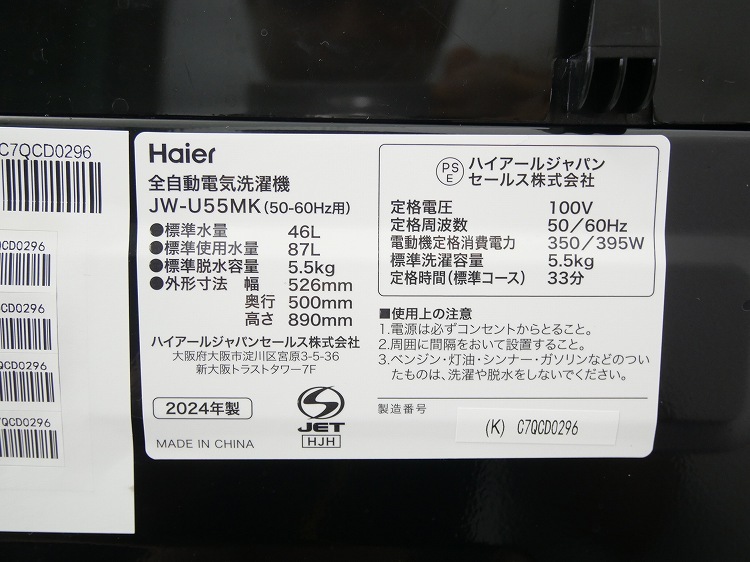 C7QCD0296
QCD0296
QCD0296
QCD0296
QCD0296
Haier
全自動電気洗濯機
JW-U55MK (50-60Hz用)
●標準水量 46L
●標準使用水量 87L
●標準脱水容量 5.5kg
●外形寸法 幅 526mm
奥行 500mm
高さ 890mm
ハイアールジャパンセールス株式会社
大阪府大阪市淀川区宮原3-5-36
新大阪トラストタワー7F
2024年製
MADE IN CHINA
S
JET
HJH
PS
E
ハイアールジャパン
セールス株式会社
定格電圧 100V
定格周波数 50/60Hz
電動機定格消費電力 350/395W
標準洗濯容量 5.5kg
定格時間(標準コース) 33分
■使用上の注意
1.電源は必ずコンセントからとること。
2.周囲に間隔をおいて設置すること。
3.ベンジン・灯油・シンナー・ガソリンなどのつい
たものは、洗濯や脱水をしないでください。
製造番号
(K) C7QCD0296